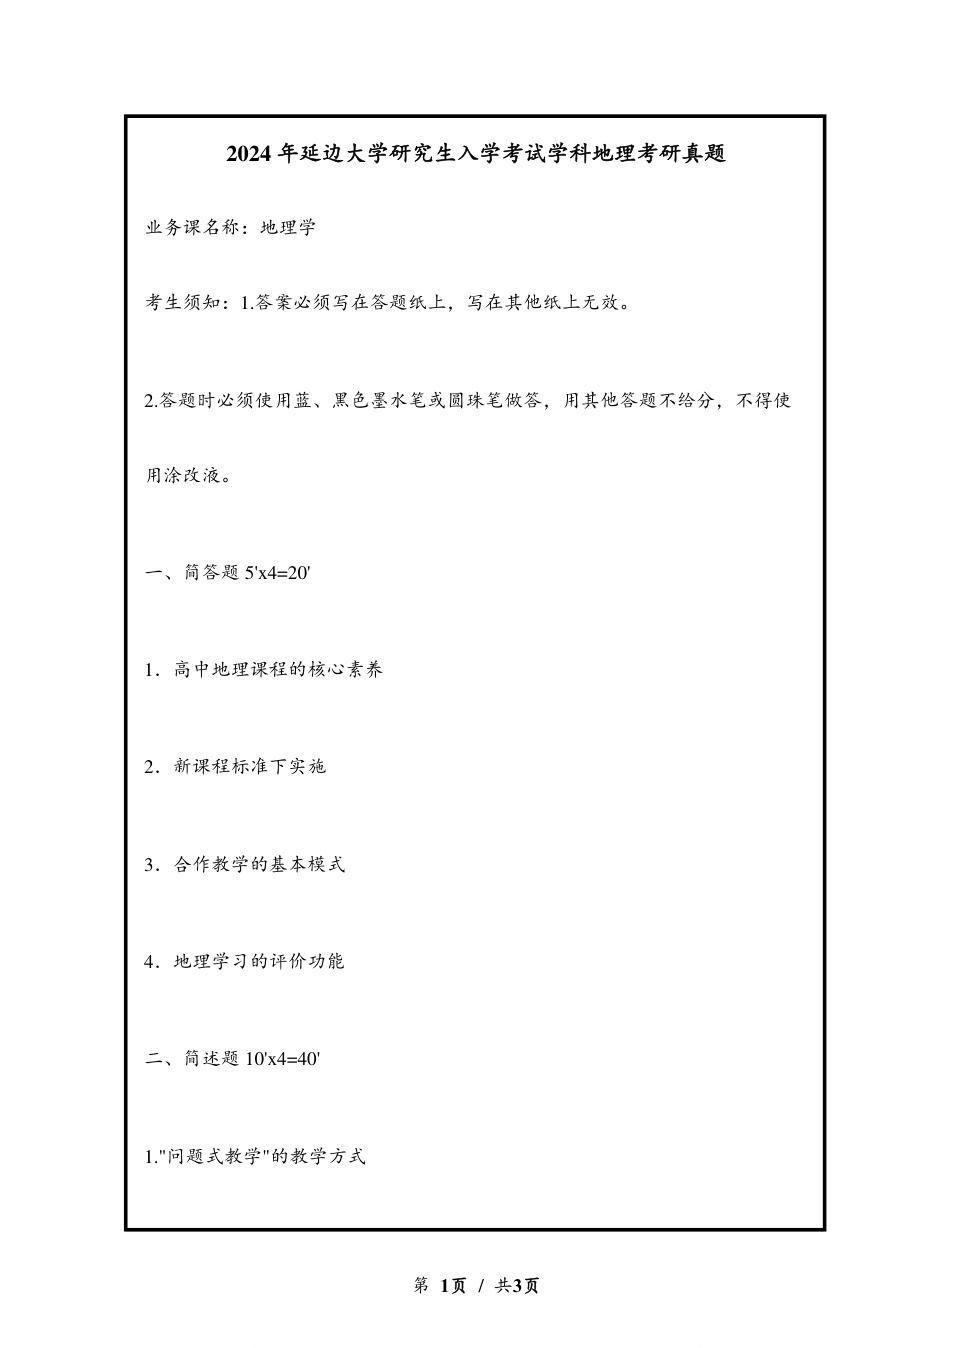 2024 年延边大学研究生入学考试学科地理考研真题
业务课名称：地理学
考生须知：1.答案必须写在答题纸上，写在其他纸上无效。
2.答题时必须使用蓝、黑色墨水笔或圆珠笔做答，用其他答题不给分，不得使
用涂改液。
一、简答题 5'x4=20'
1．高中地理课程的核心素养
2．新课程标准下实施
3．合作教学的基本模式
4．地理学习的评价功能
二、简述题 10'x4=40'
1."问题式教学"的教学方式
第 1页 / 共3页